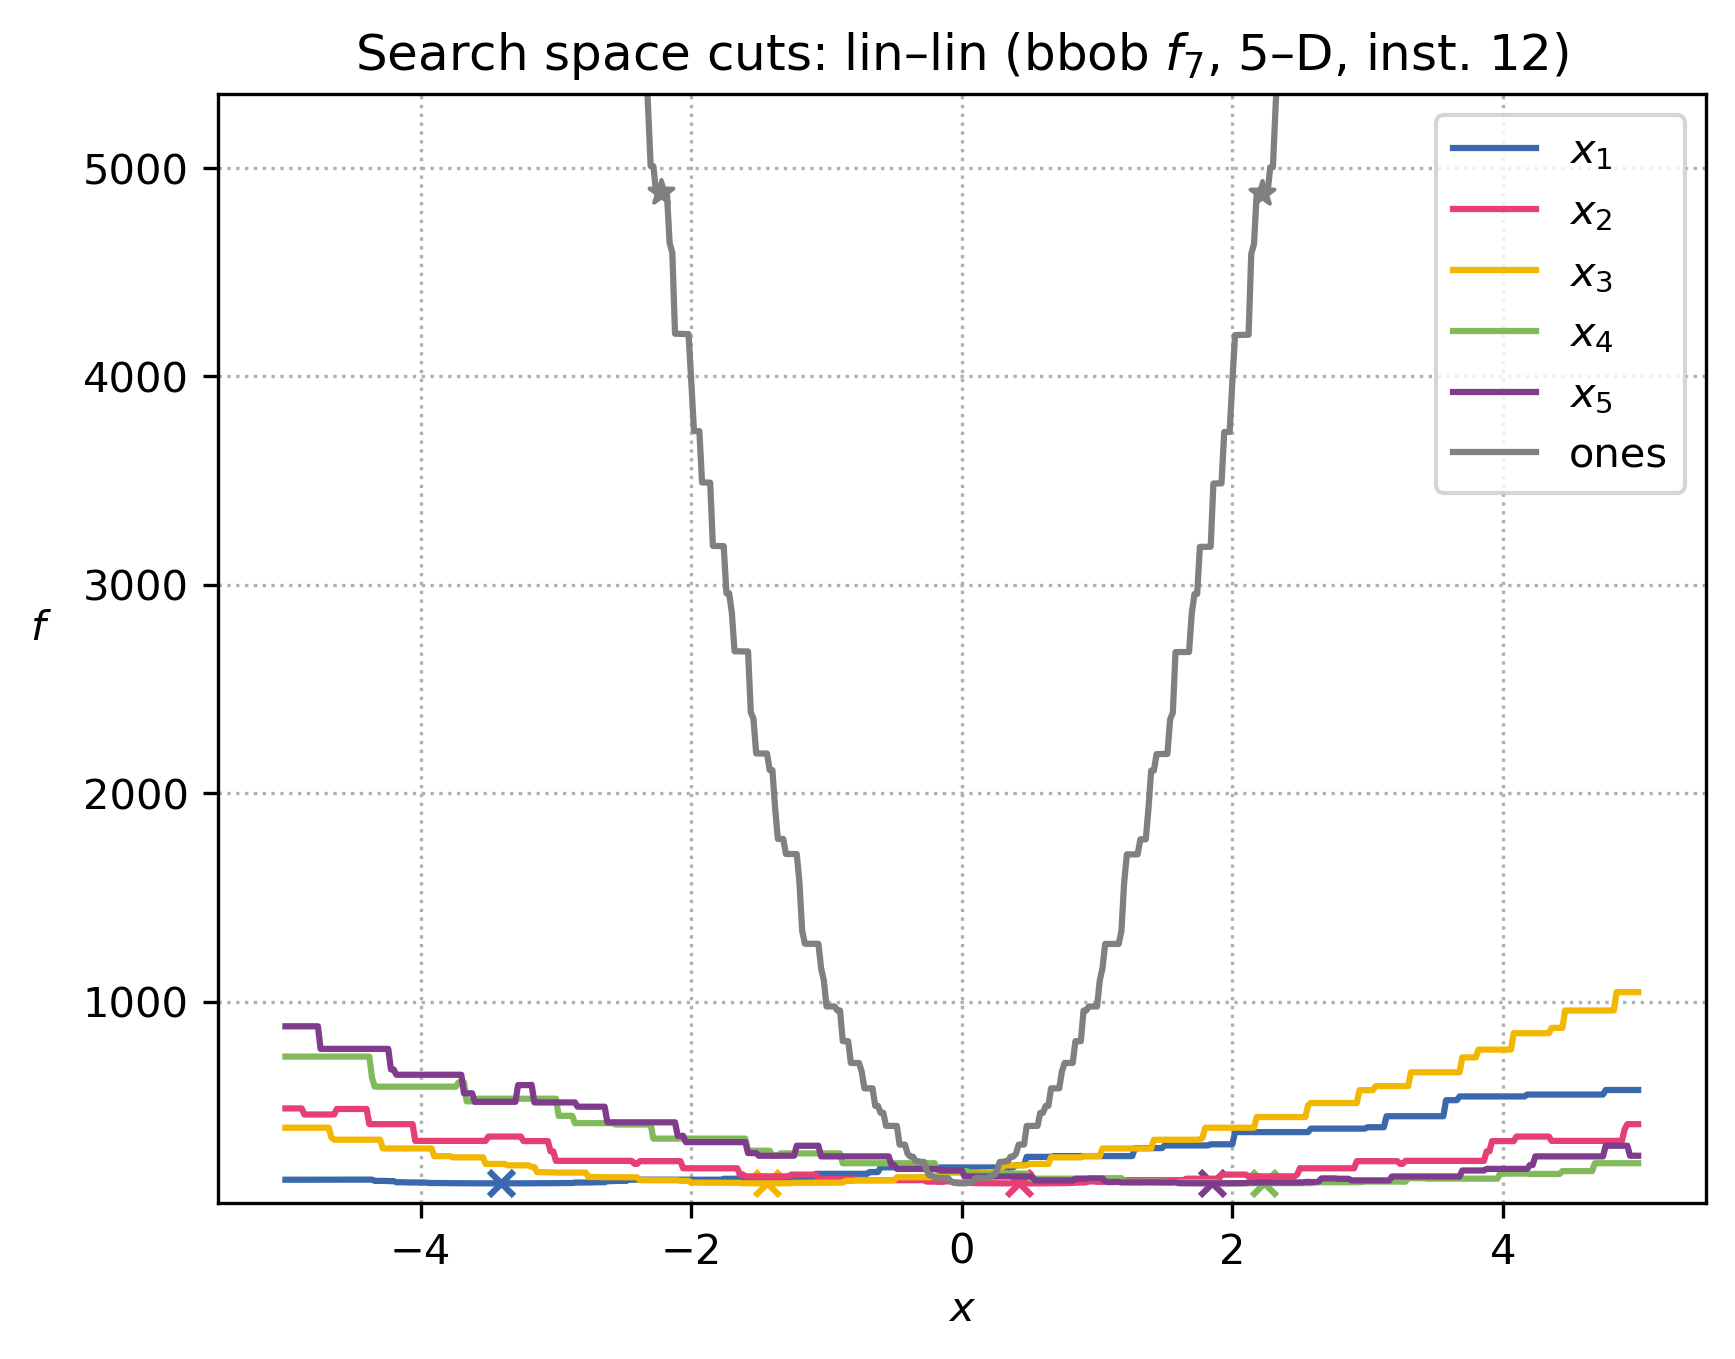 Search space cuts: lin–lin (bbob f₇, 5–D, inst. 12)
5000
4000
3000
2000
1000
f
−4 −2 0 2 4
x
x₁
x₂
x₃
x₄
x₅
ones